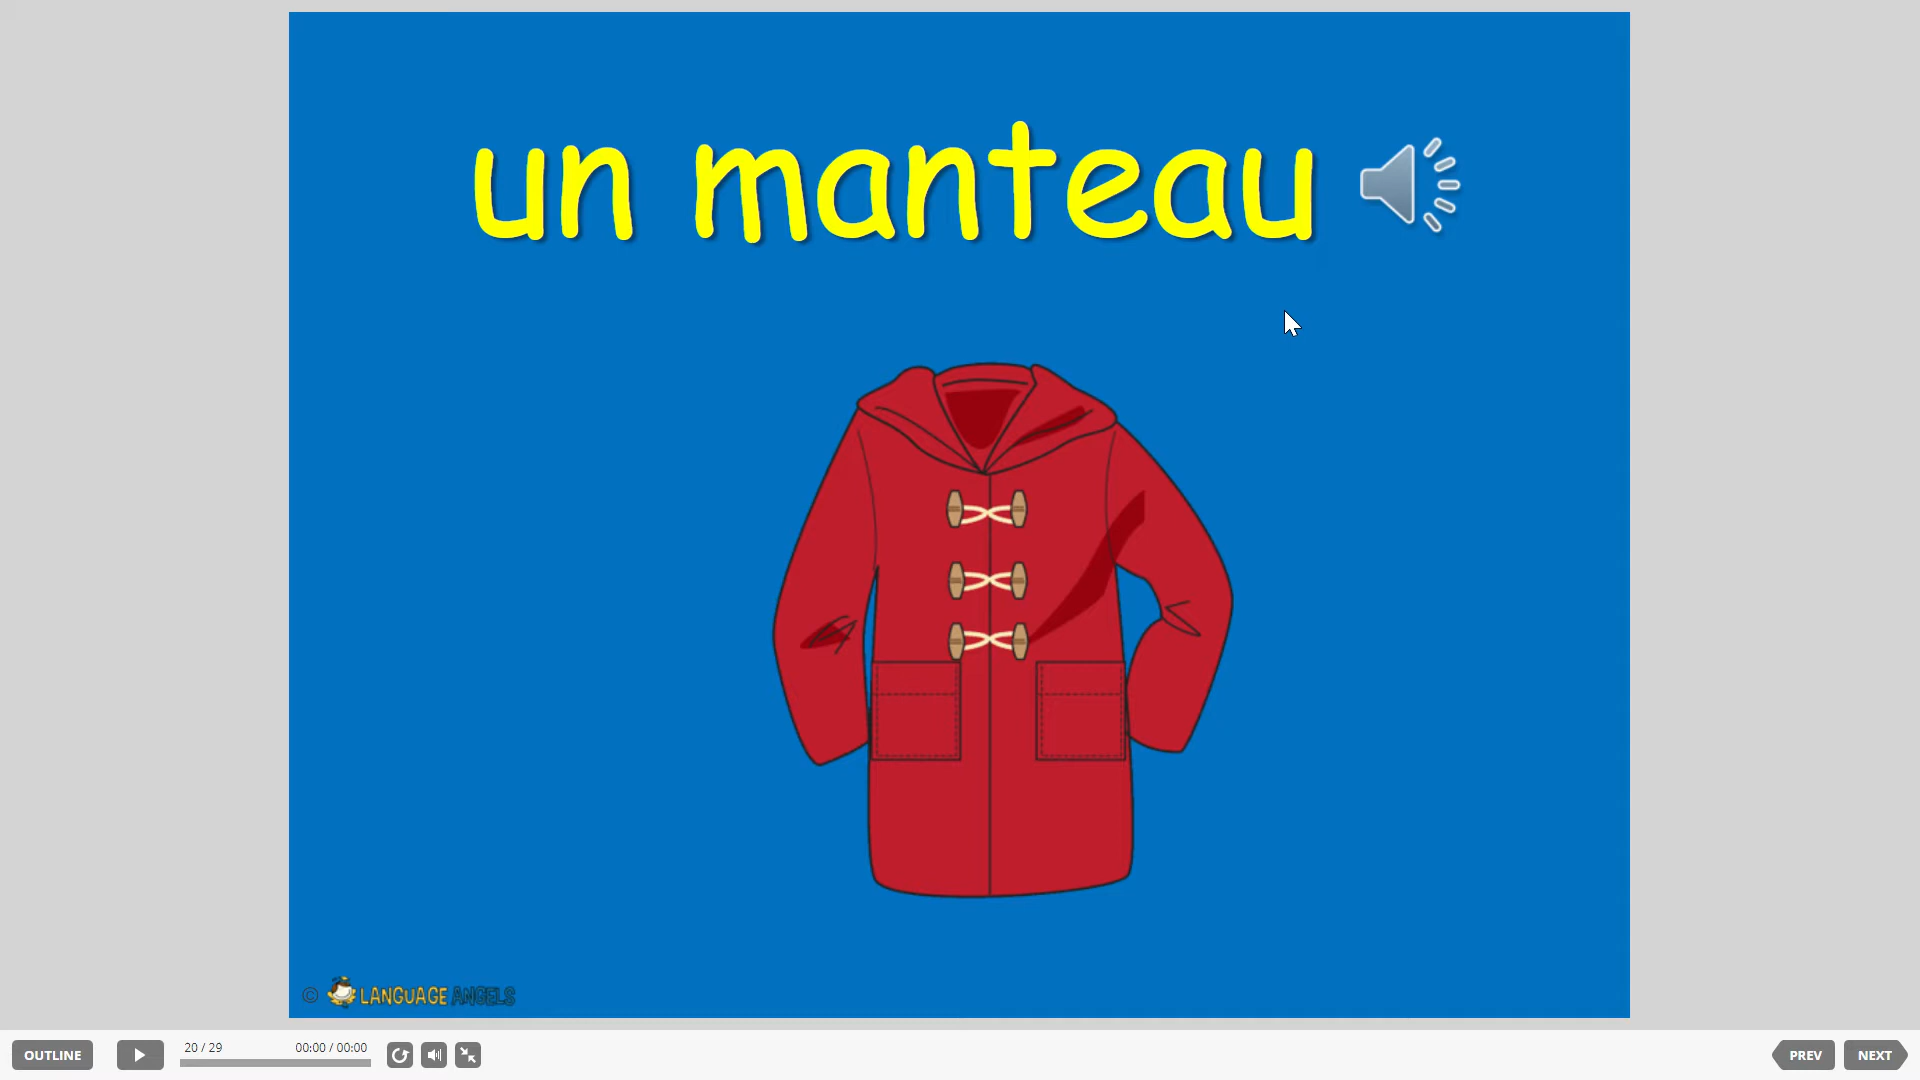 un manteau
© LANGUAGE ANGELS
OUTLINE
20 / 29
00:00 / 00:00
PREV
NEXT